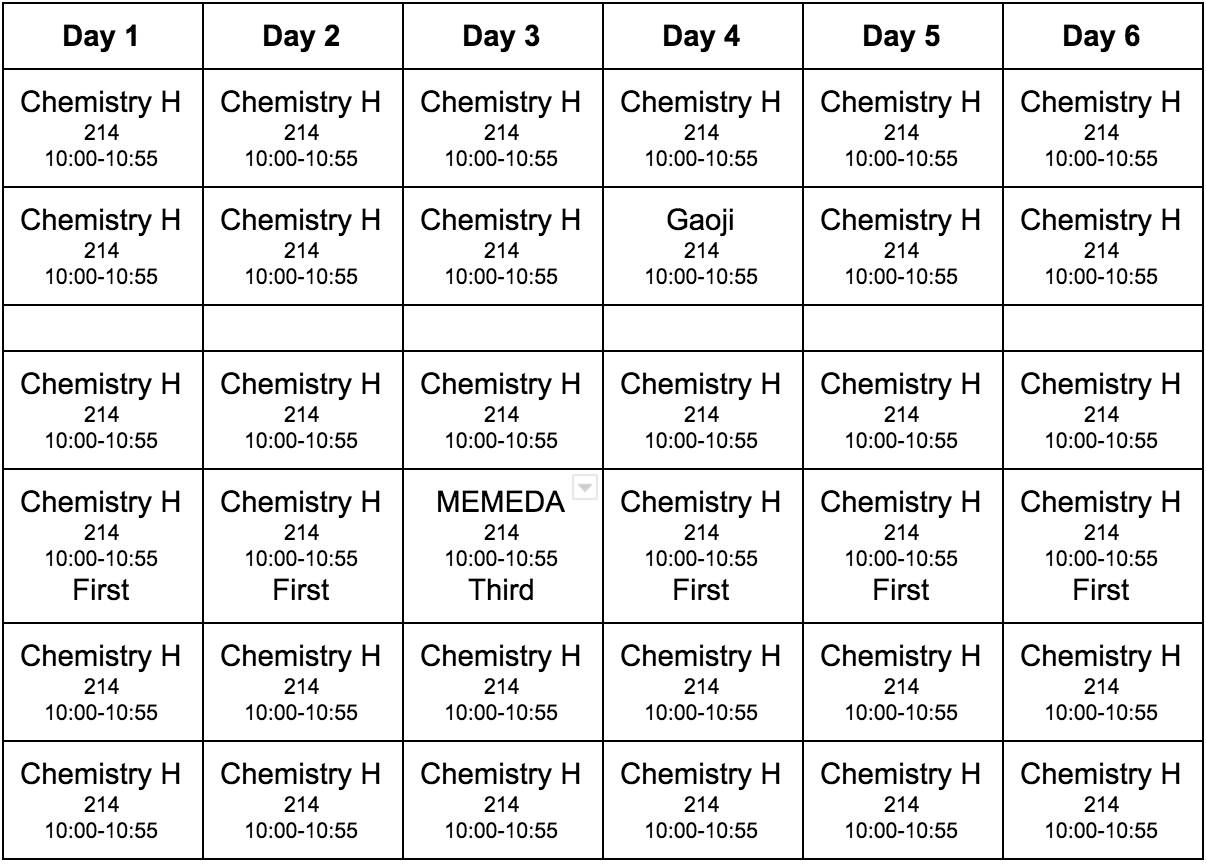 Day 1 Day 2 Day 3 Day 4 Day 5 Day 6
Chemistry H Chemistry H Chemistry H Chemistry H Chemistry H Chemistry H
214 214 214 214 214 214
10:00-10:55 10:00-10:55 10:00-10:55 10:00-10:55 10:00-10:55 10:00-10:55
Chemistry H Chemistry H Chemistry H Gaoji Chemistry H Chemistry H
214 214 214 214 214 214
10:00-10:55 10:00-10:55 10:00-10:55 10:00-10:55 10:00-10:55 10:00-10:55
Chemistry H Chemistry H Chemistry H Chemistry H Chemistry H Chemistry H
214 214 214 214 214 214
10:00-10:55 10:00-10:55 10:00-10:55 10:00-10:55 10:00-10:55 10:00-10:55
Chemistry H Chemistry H MEMEDA Chemistry H Chemistry H Chemistry H
214 214 214 214 214 214
10:00-10:55 10:00-10:55 10:00-10:55 10:00-10:55 10:00-10:55 10:00-10:55
First First Third First First First
Chemistry H Chemistry H Chemistry H Chemistry H Chemistry H Chemistry H
214 214 214 214 214 214
10:00-10:55 10:00-10:55 10:00-10:55 10:00-10:55 10:00-10:55 10:00-10:55
Chemistry H Chemistry H Chemistry H Chemistry H Chemistry H Chemistry H
214 214 214 214 214 214
10:00-10:55 10:00-10:55 10:00-10:55 10:00-10:55 10:00-10:55 10:00-10:55